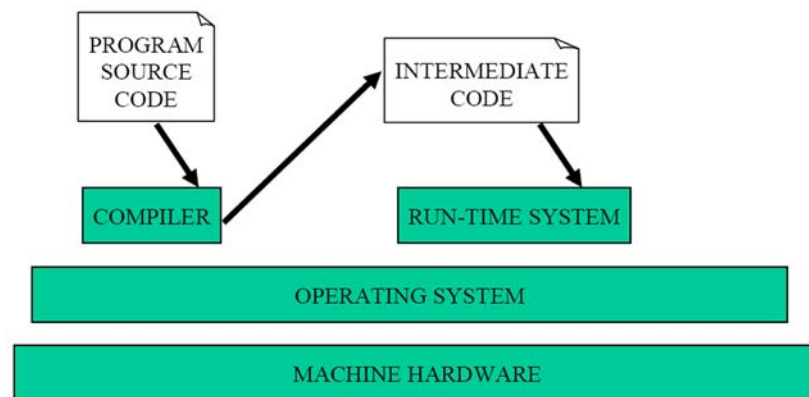 PROGRAM
SOURCE
CODE
INTERMEDIATE
CODE
COMPILER
RUN-TIME SYSTEM
OPERATING SYSTEM
MACHINE HARDWARE